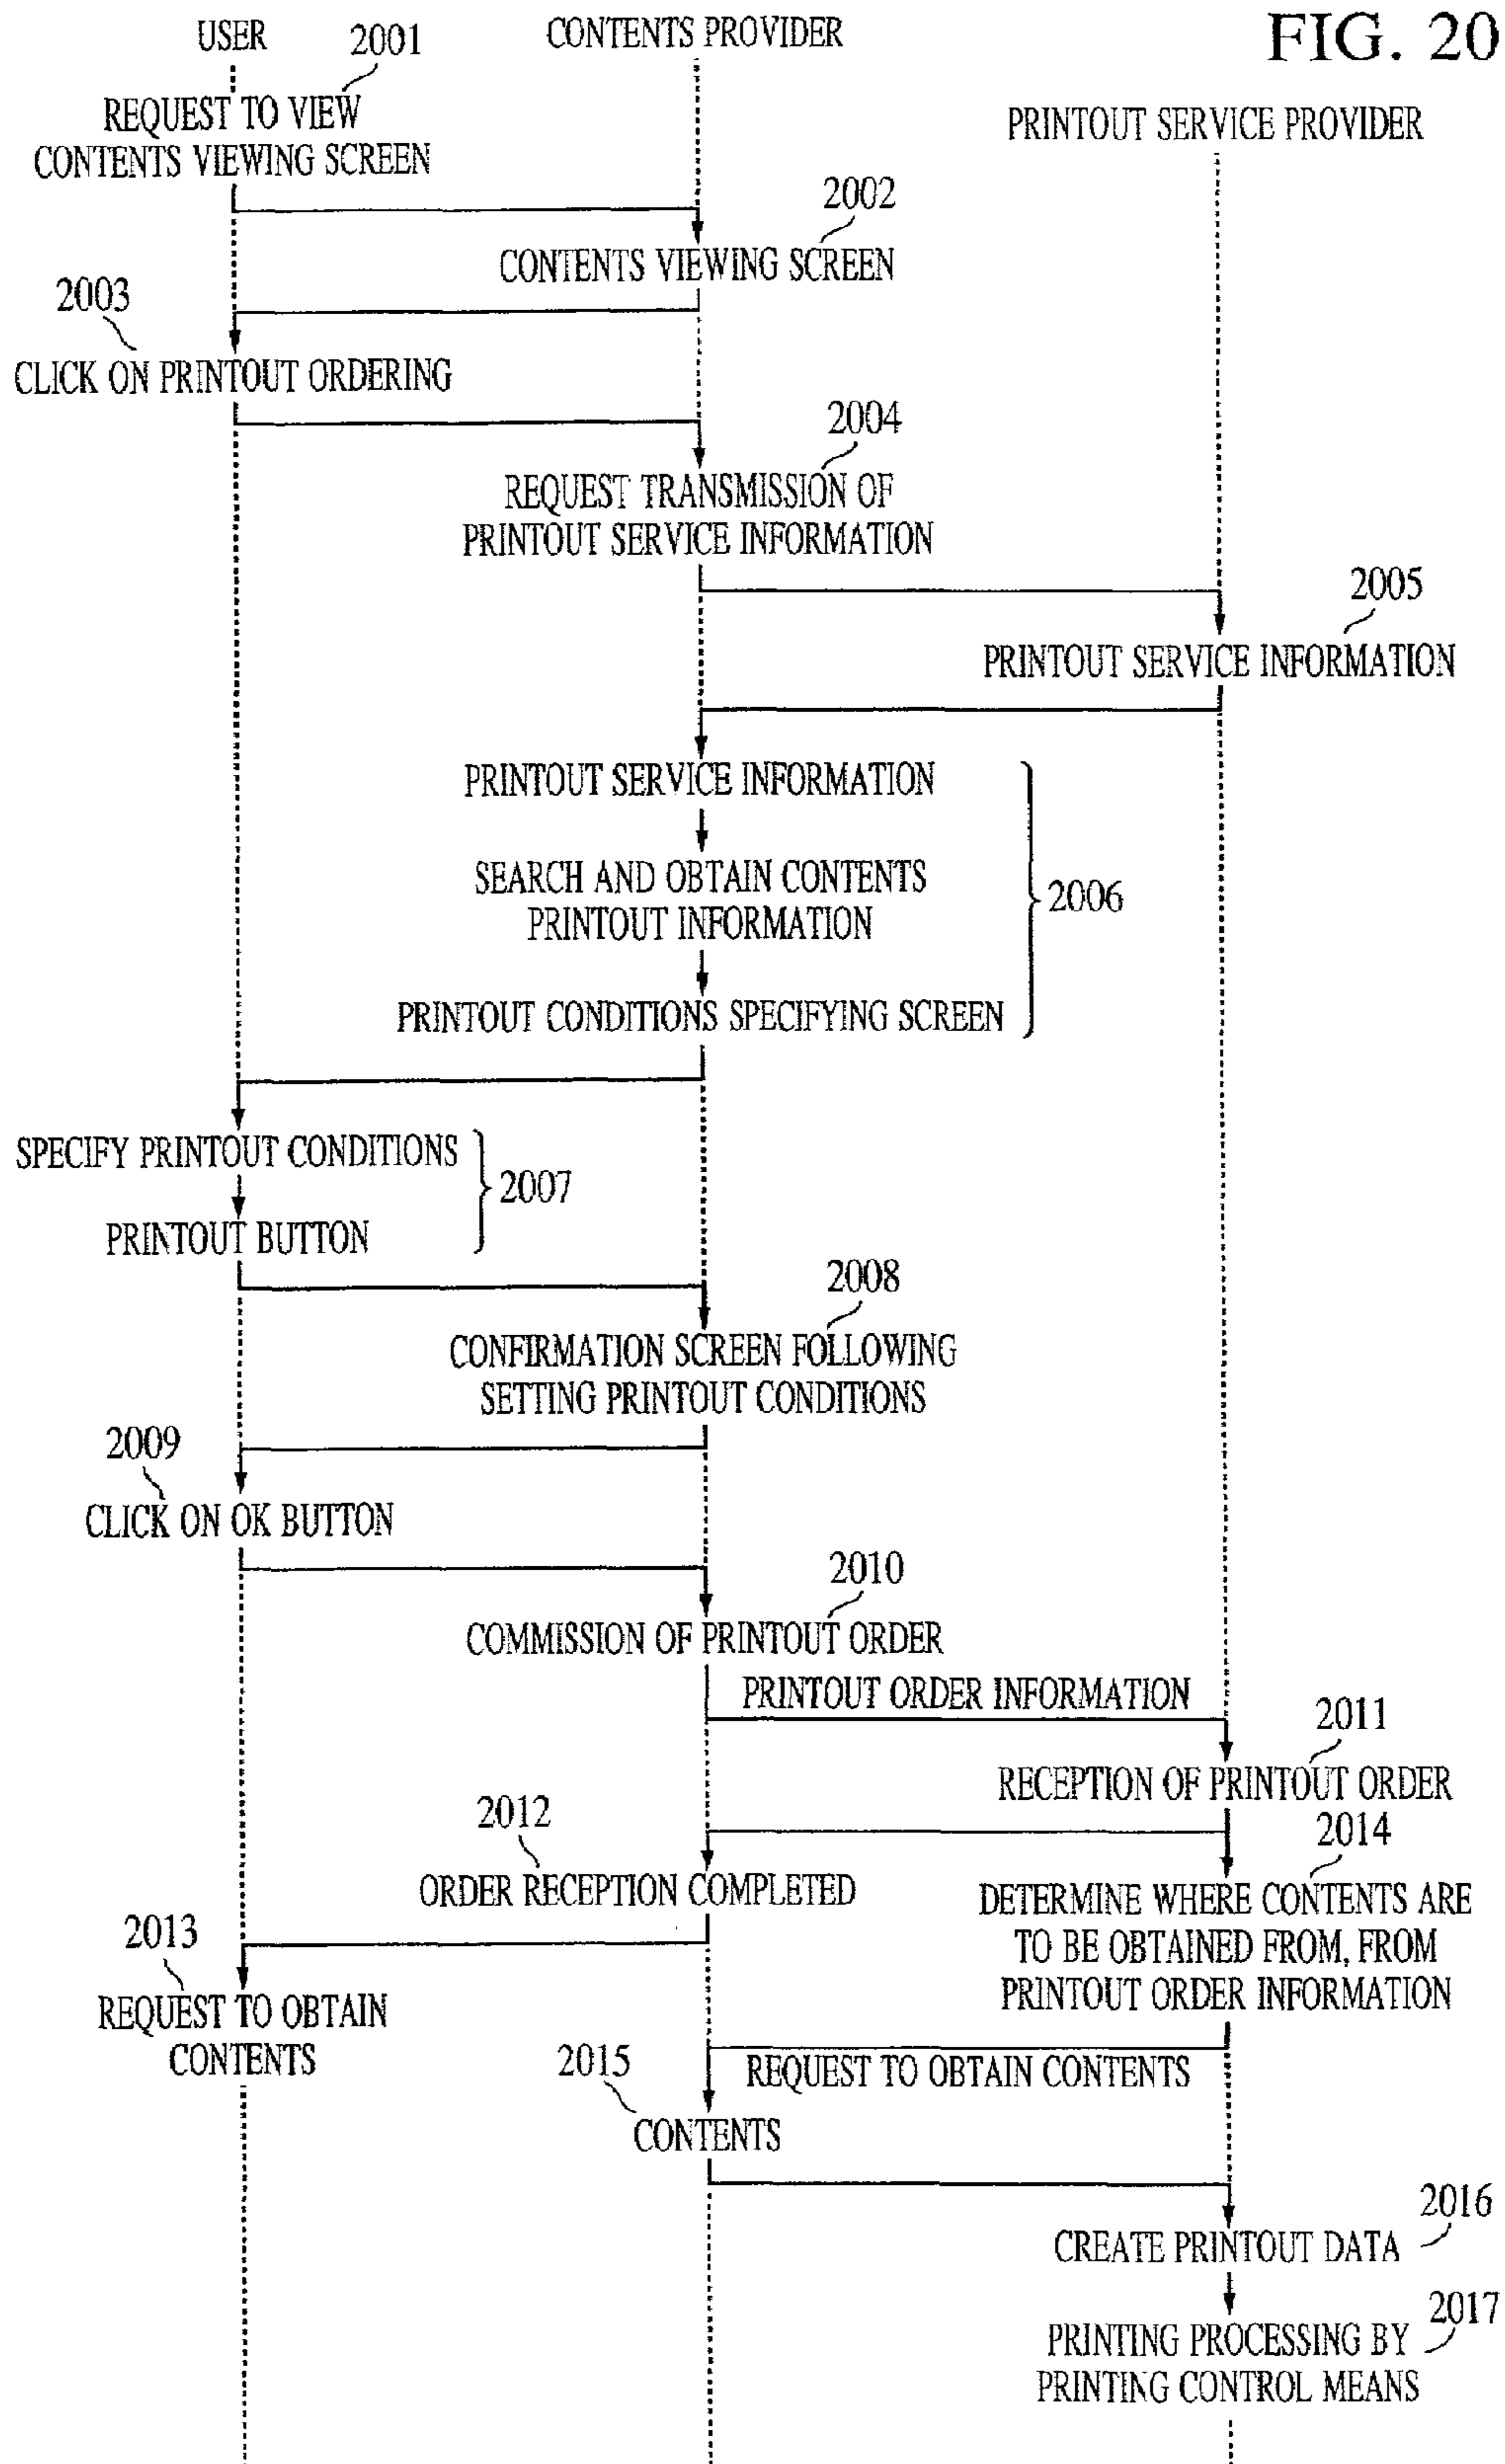 FIG. 20
USER
CONTENTS PROVIDER
PRINTOUT SERVICE PROVIDER
2001
REQUEST TO VIEW
CONTENTS VIEWING SCREEN
2002
CONTENTS VIEWING SCREEN
2003
CLICK ON PRINTOUT ORDERING
2004
REQUEST TRANSMISSION OF
PRINTOUT SERVICE INFORMATION
2005
PRINTOUT SERVICE INFORMATION
PRINTOUT SERVICE INFORMATION
SEARCH AND OBTAIN CONTENTS
PRINTOUT INFORMATION
2006
PRINTOUT CONDITIONS SPECIFYING SCREEN
SPECIFY PRINTOUT CONDITIONS
2007
PRINTOUT BUTTON
2008
CONFIRMATION SCREEN FOLLOWING
SETTING PRINTOUT CONDITIONS
2009
CLICK ON OK BUTTON
2010
COMMISSION OF PRINTOUT ORDER
PRINTOUT ORDER INFORMATION
2011
RECEPTION OF PRINTOUT ORDER
2012
ORDER RECEPTION COMPLETED
2014
DETERMINE WHERE CONTENTS ARE
TO BE OBTAINED FROM, FROM
PRINTOUT ORDER INFORMATION
2013
REQUEST TO OBTAIN
CONTENTS
REQUEST TO OBTAIN CONTENTS
2015
CONTENTS
2016
CREATE PRINTOUT DATA
2017
PRINTING PROCESSING BY
PRINTING CONTROL MEANS